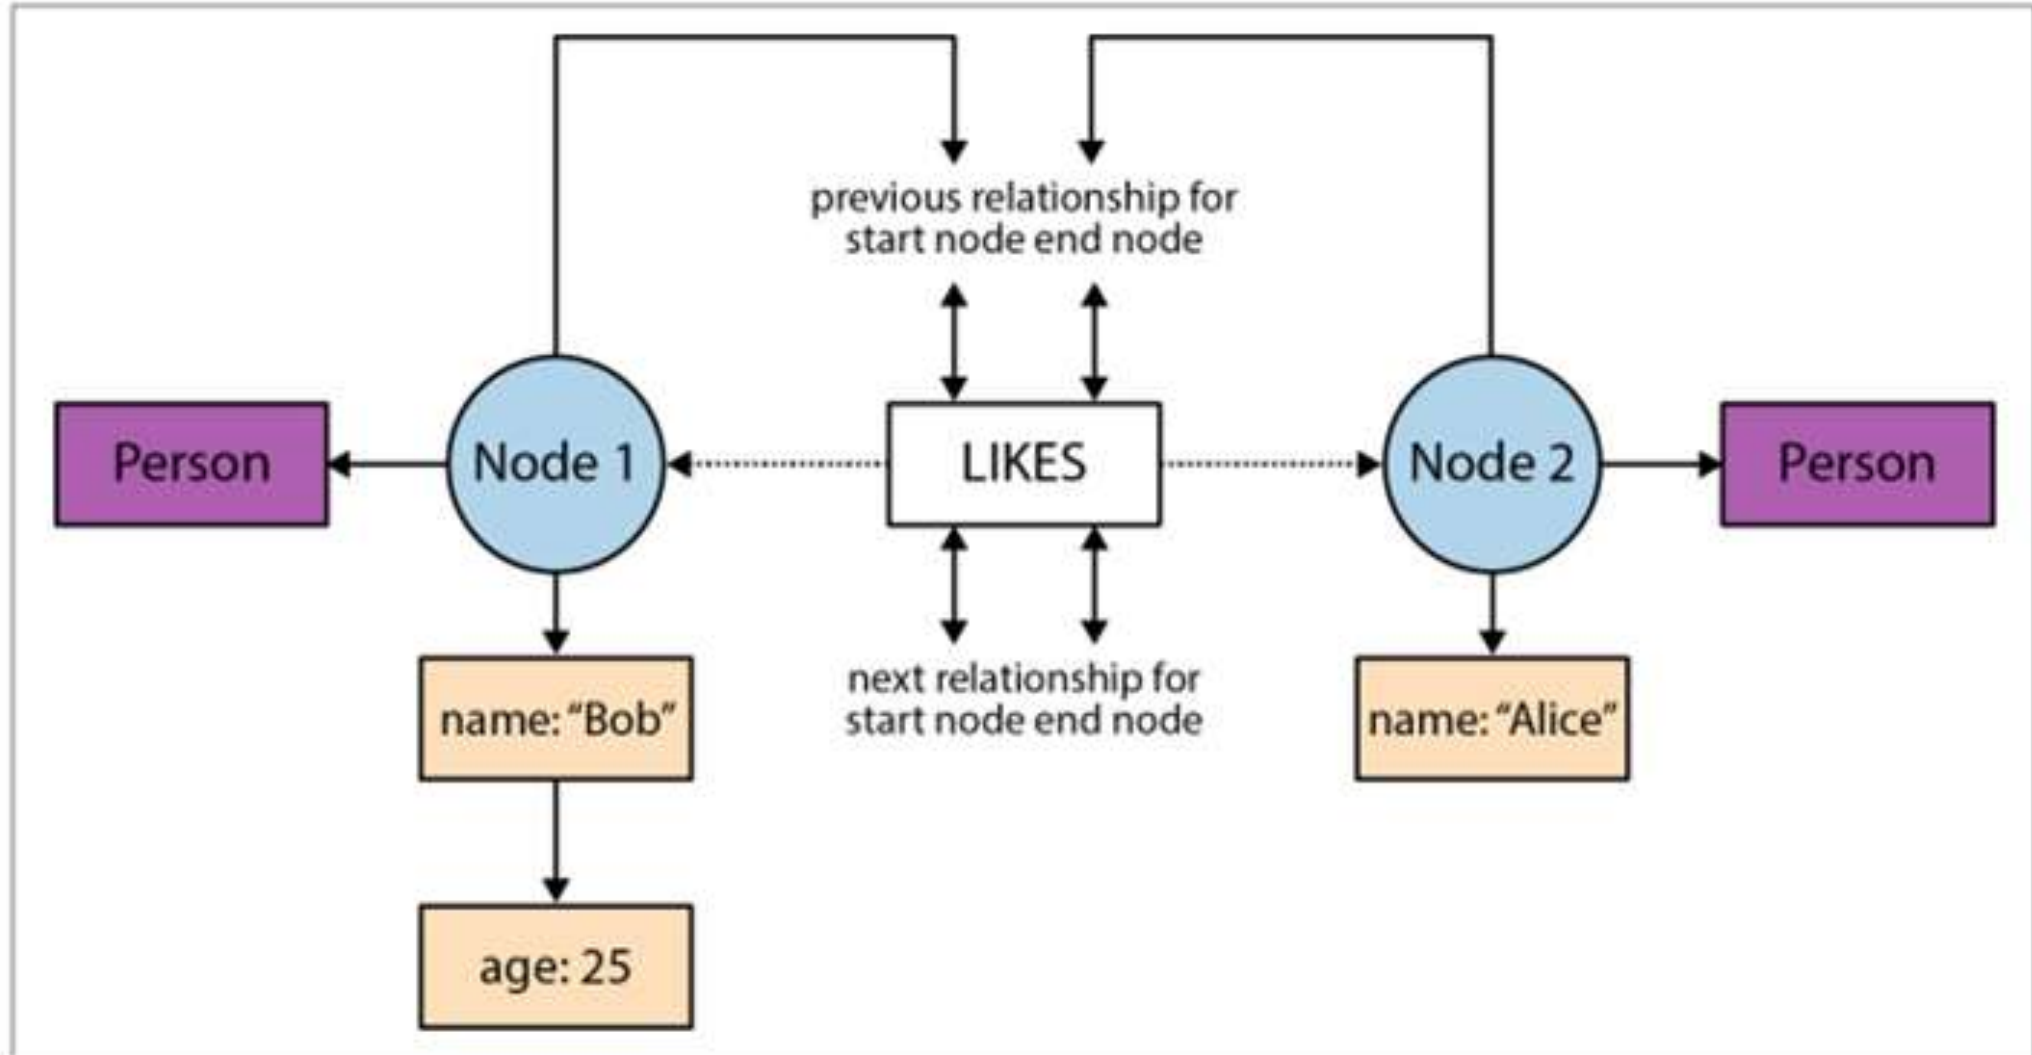 previous relationship for
start node end node
Person
Node 1
LIKES
Node 2
Person
name: “Bob”
next relationship for
start node end node
name: “Alice”
age: 25